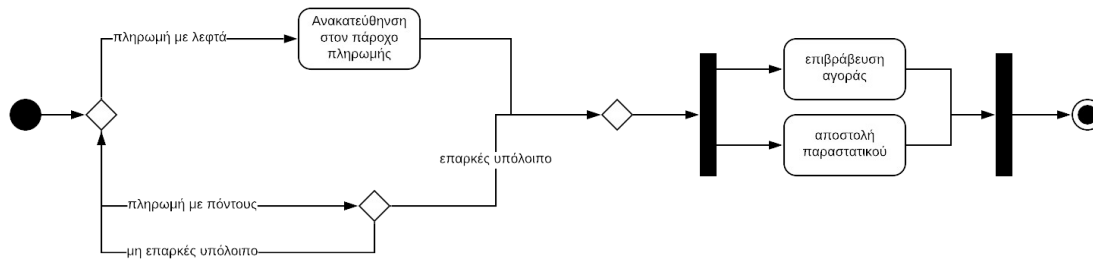 πληρωμή με λεφτά
Ανακατεύθηνση
στον πάροχο
πληρωμής
επιβράβευση
αγοράς
αποστολή
παραστατικού
επαρκές υπόλοιπο
πληρωμή με πόντους
μη επαρκές υπόλοιπο